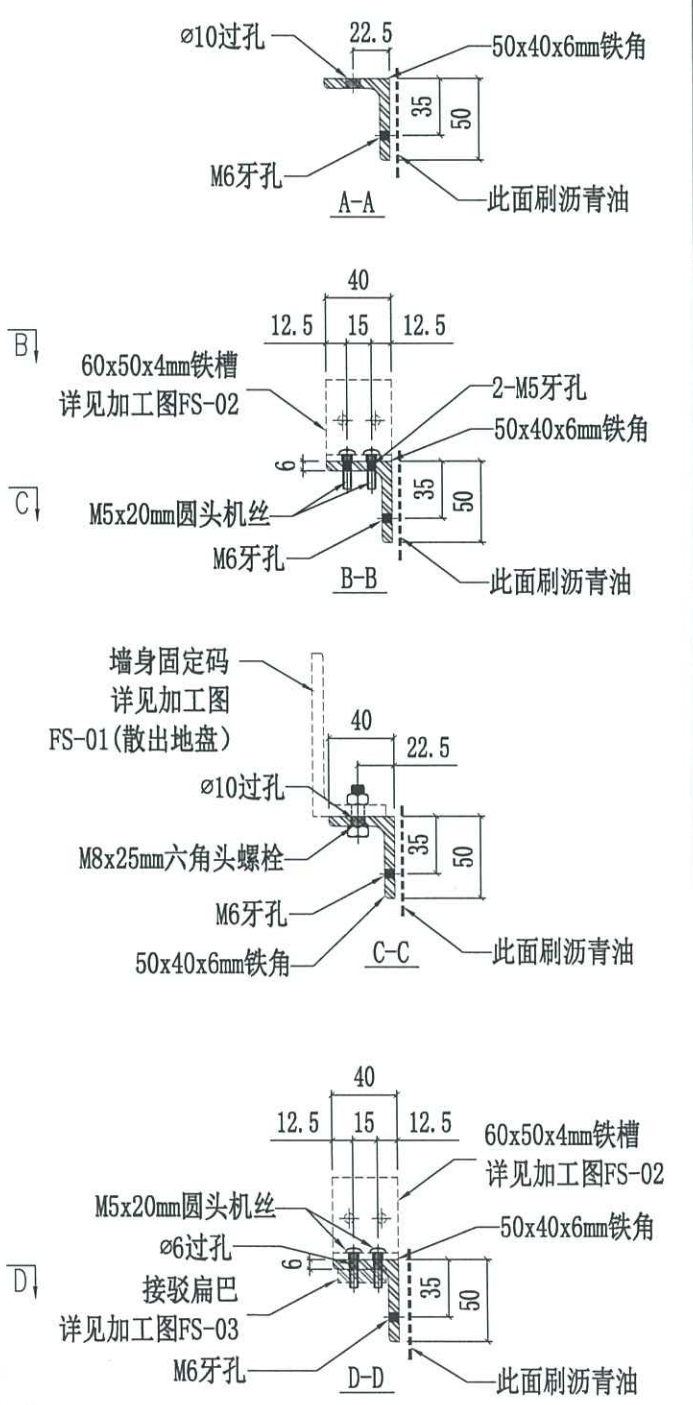 ø10过孔
22.5
50x40x6mm铁角
35
50
M6牙孔
此面刷沥青油
A-A
40
B
12.5
15
12.5
60x50x4mm铁槽
详见加工图FS-02
2-M5牙孔
50x40x6mm铁角
6
C
35
50
M5x20mm圆头机丝
M6牙孔
此面刷沥青油
B-B
墙身固定码
详见加工图
FS-01(散出地盘)
40
22.5
ø10过孔
35
50
M8x25mm六角头螺栓
M6牙孔
50x40x6mm铁角
此面刷沥青油
C-C
40
12.5
15
12.5
60x50x4mm铁槽
详见加工图FS-02
M5x20mm圆头机丝
50x40x6mm铁角
ø6过孔
6
D
接驳扁巴
详见加工图FS-03
35
50
M6牙孔
此面刷沥青油
D-D